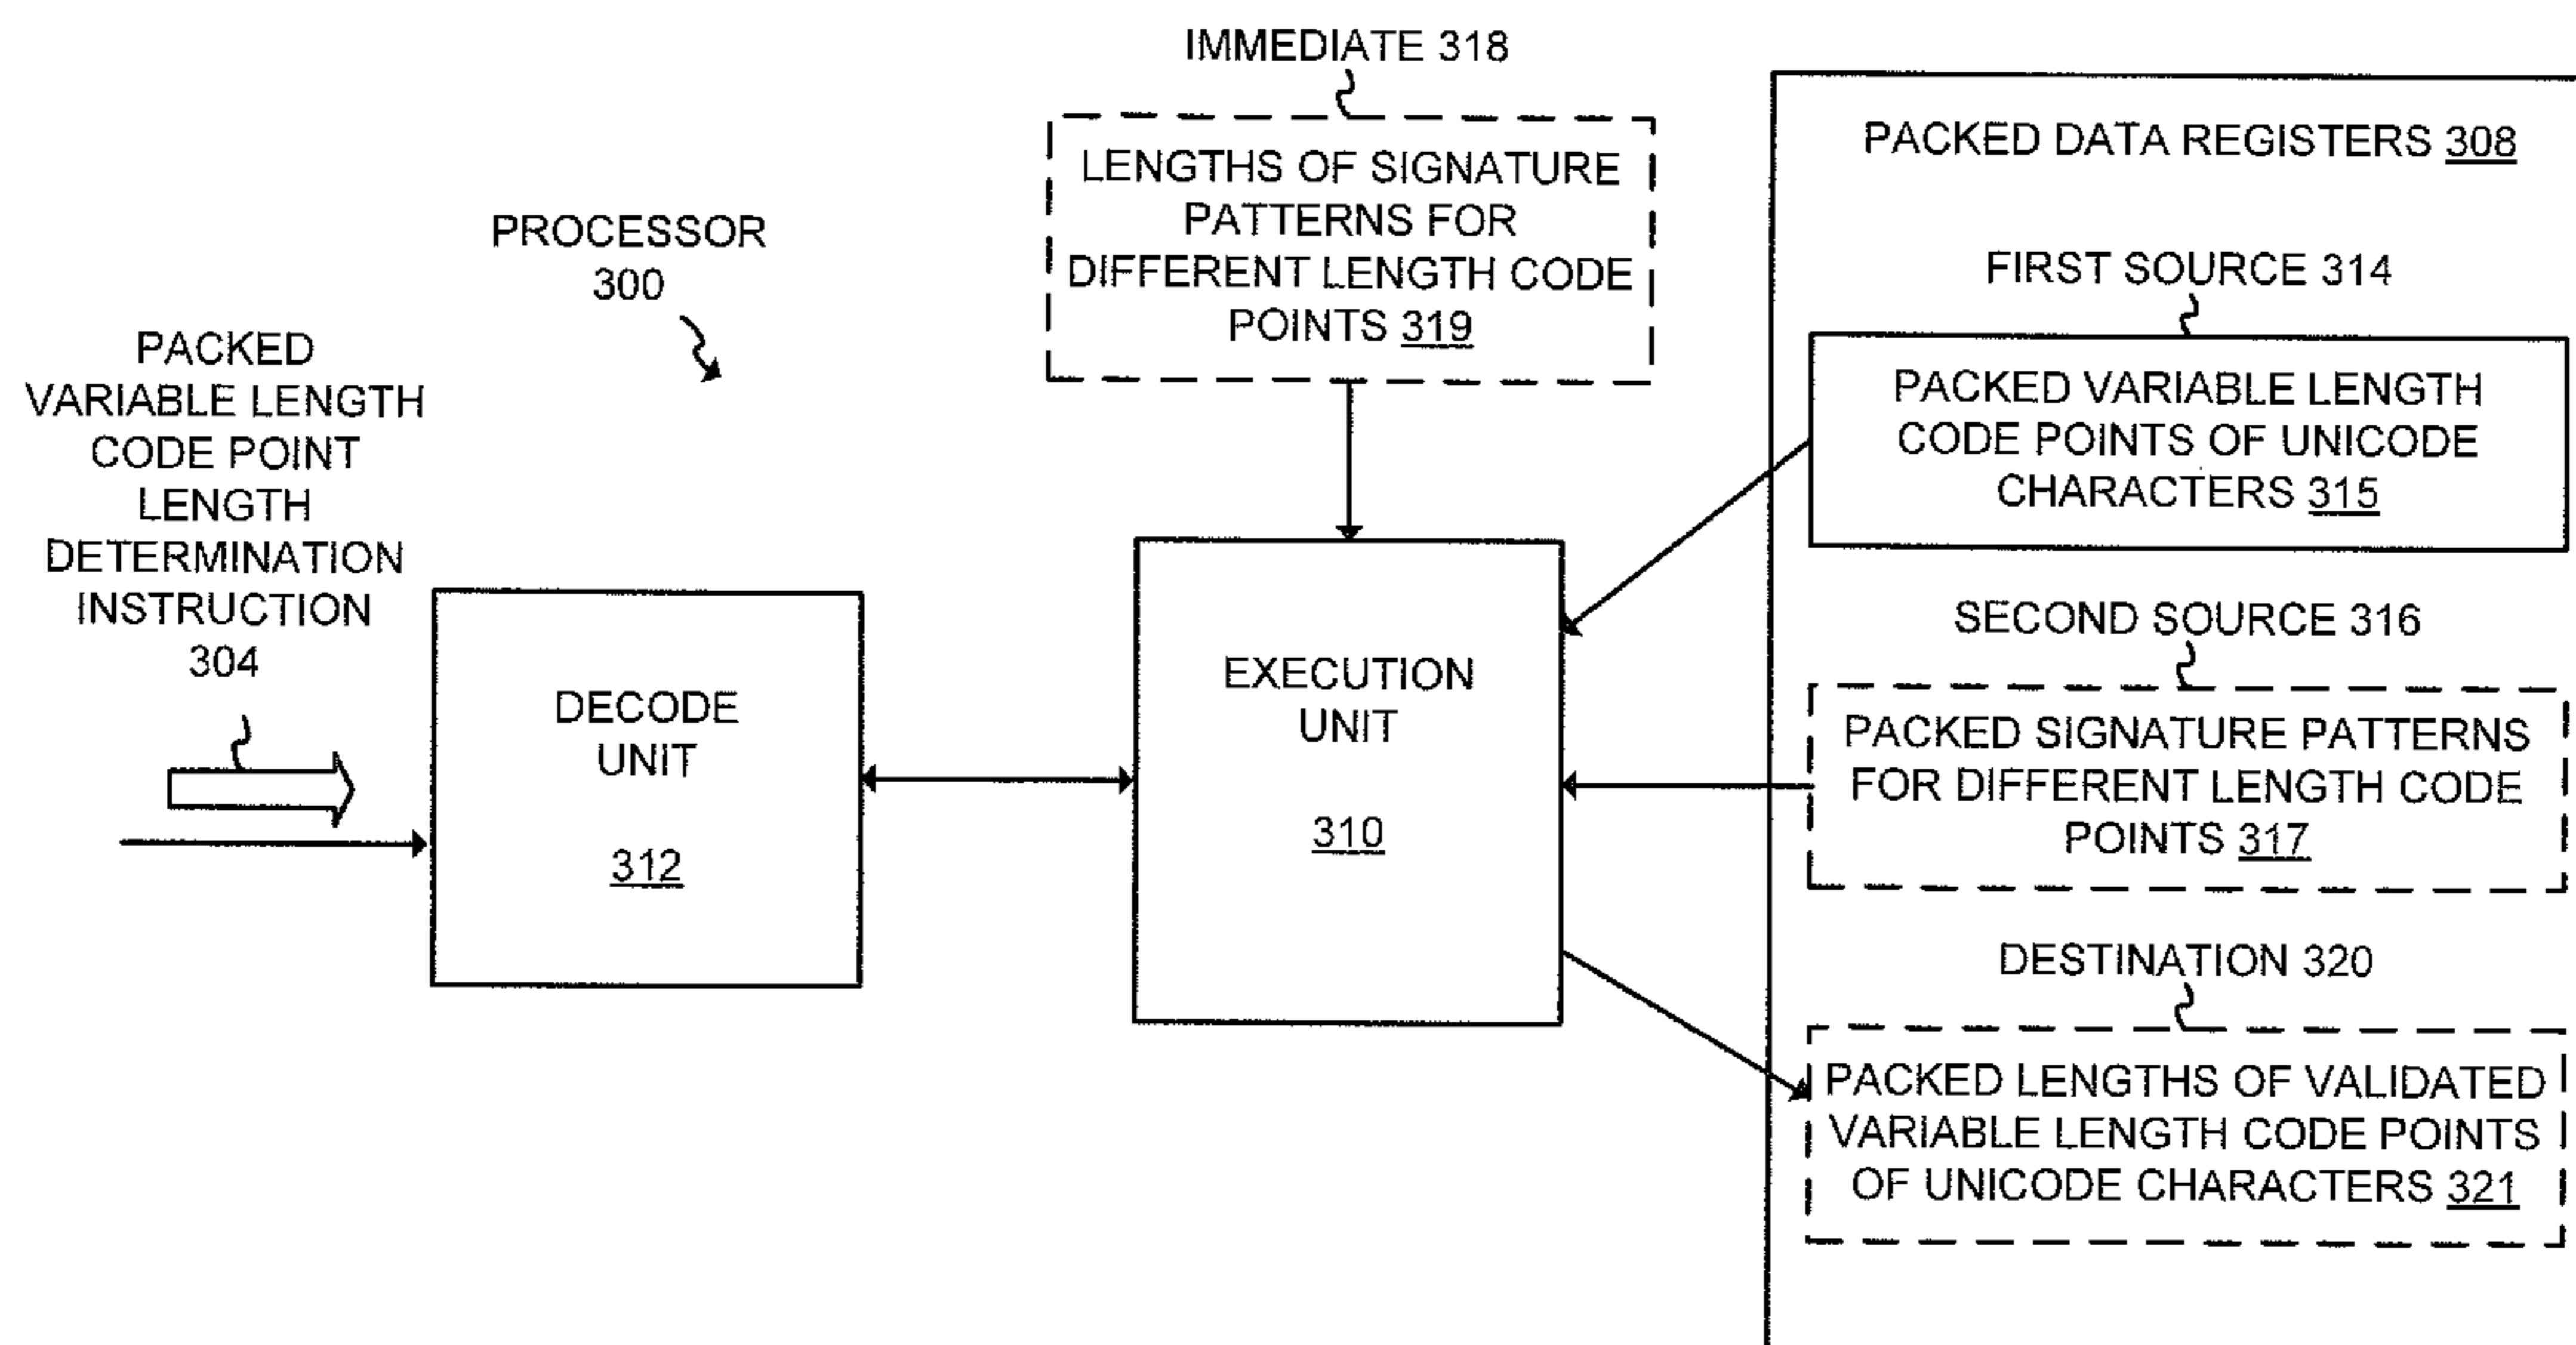 IMMEDIATE 318
LENGTHS OF SIGNATURE
PATTERNS FOR
DIFFERENT LENGTH CODE
POINTS 319
PROCESSOR
300
PACKED
VARIABLE LENGTH
CODE POINT
LENGTH
DETERMINATION
INSTRUCTION
304
DECODE
UNIT
312
EXECUTION
UNIT
310
PACKED DATA REGISTERS 308
FIRST SOURCE 314
PACKED VARIABLE LENGTH
CODE POINTS OF UNICODE
CHARACTERS 315
SECOND SOURCE 316
PACKED SIGNATURE PATTERNS
FOR DIFFERENT LENGTH CODE
POINTS 317
DESTINATION 320
PACKED LENGTHS OF VALIDATED
VARIABLE LENGTH CODE POINTS
OF UNICODE CHARACTERS 321